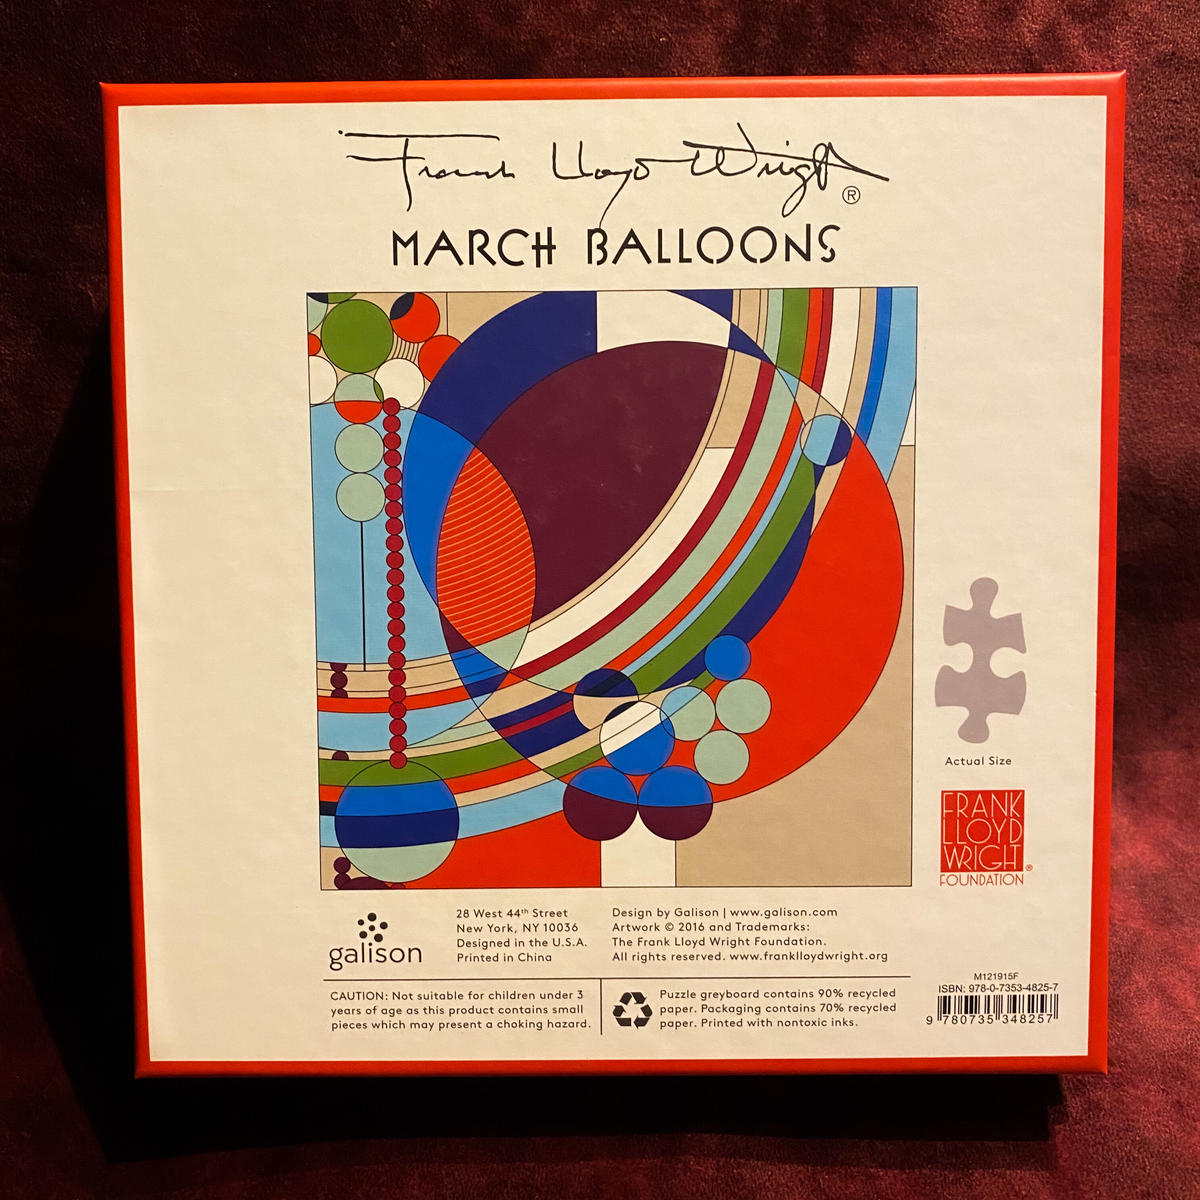 Frank Lloyd Wright ®
MARCH BALLOONS
Actual Size
FRANK
LLOYD
WRIGHT ®
FOUNDATION
galison
28 West 44th Street
New York, NY 10036
Designed in the U.S.A.
Printed in China
Design by Galison | www.galison.com
Artwork © 2016 and Trademarks:
The Frank Lloyd Wright Foundation.
All rights reserved. www.franklloydwright.org
CAUTION: Not suitable for children under 3
years of age as this product contains small
pieces which may present a choking hazard.
Puzzle greyboard contains 90% recycled
paper. Packaging contains 70% recycled
paper. Printed with nontoxic inks.
M121915F
ISBN: 978-0-7353-4825-7
9 780735 348257